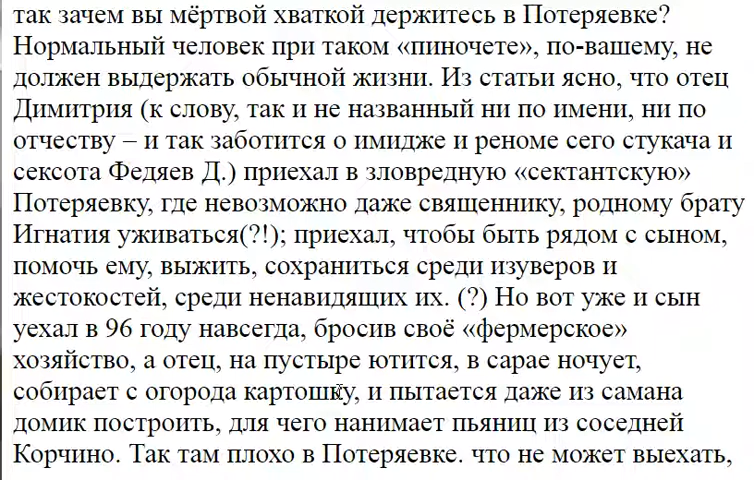 так зачем вы мёртвой хваткой держитесь в Потеряевке?
Нормальный человек при таком «пиночете», по-вашему, не
должен выдержать обычной жизни. Из статьи ясно, что отец
Димитрия (к слову, так и не названный ни по имени, ни по
отчеству – и так заботится о имидже и реноме сего стукача и
сексота Федяев Д.) приехал в зловредную «сектантскую»
Потеряевку, где невозможно даже священнику, родному брату
Игнатия уживаться(?!); приехал, чтобы быть рядом с сыном,
помочь ему, выжить, сохраниться среди изуверов и
жестокостей, среди ненавидящих их. (?) Но вот уже и сын
уехал в 96 году навсегда, бросив своё «фермерское»
хозяйство, а отец, на пустыре ютится, в сарае ночует,
собирает с огорода картошку, и пытается даже из самана
домик построить, для чего нанимает пьяниц из соседней
Корчино. Так там плохо в Потеряевке. что не может выехать,